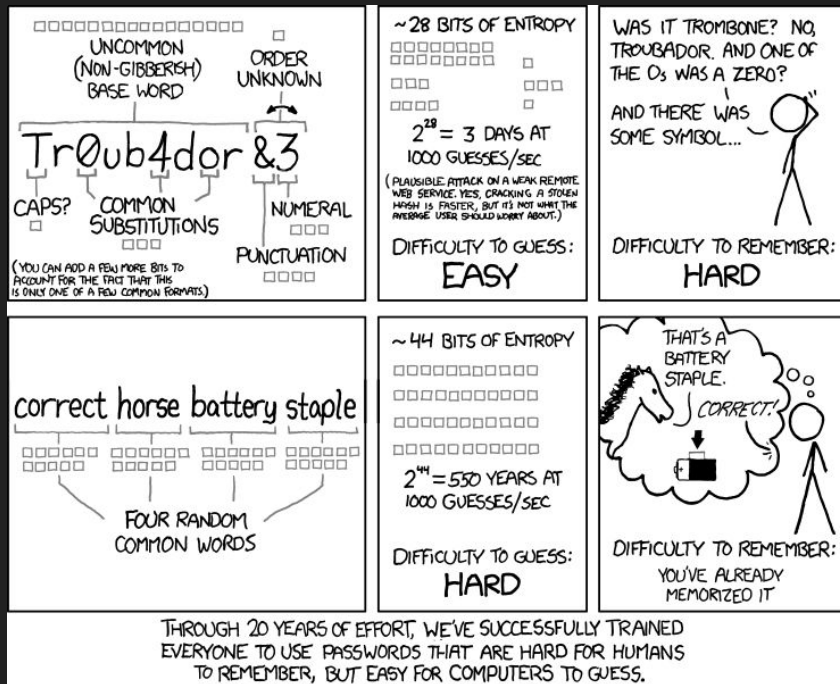 UNCOMMON
(NON-GIBBERISH)
BASE WORD
ORDER
UNKNOWN
Tr0ub4dor &3
CAPS?
COMMON
SUBSTITUTIONS
NUMERAL
PUNCTUATION
(YOU CAN ADD A FEW MORE BITS TO
ACCOUNT FOR THE FACT THAT THIS
IS ONLY ONE OF A FEW COMMON FORMATS.)
~28 BITS OF ENTROPY
2^28 = 3 DAYS AT
1000 GUESSES/SEC
(PLAUSIBLE ATTACK ON A WEAK REMOTE
WEB SERVICE. YES, CRACKING A STOLEN
HASH IS FASTER, BUT IT'S NOT WHAT THE
AVERAGE USER SHOULD WORRY ABOUT.)
DIFFICULTY TO GUESS:
EASY
WAS IT TROMBONE? NO,
TROUBADOR. AND ONE OF
THE Os WAS A ZERO?
AND THERE WAS
SOME SYMBOL...
DIFFICULTY TO REMEMBER:
HARD
correct horse battery staple
FOUR RANDOM
COMMON WORDS
~44 BITS OF ENTROPY
2^44 = 550 YEARS AT
1000 GUESSES/SEC
DIFFICULTY TO GUESS:
HARD
THAT'S A
BATTERY
STAPLE.
CORRECT!
DIFFICULTY TO REMEMBER:
YOU'VE ALREADY
MEMORIZED IT
THROUGH 20 YEARS OF EFFORT, WE'VE SUCCESSFULLY TRAINED
EVERYONE TO USE PASSWORDS THAT ARE HARD FOR HUMANS
TO REMEMBER, BUT EASY FOR COMPUTERS TO GUESS.